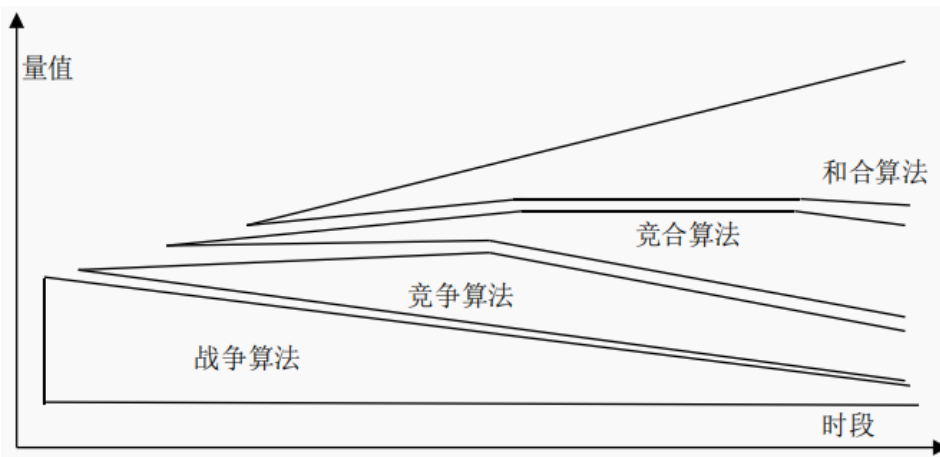 量值
和合算法
竞合算法
竞争算法
战争算法
时段